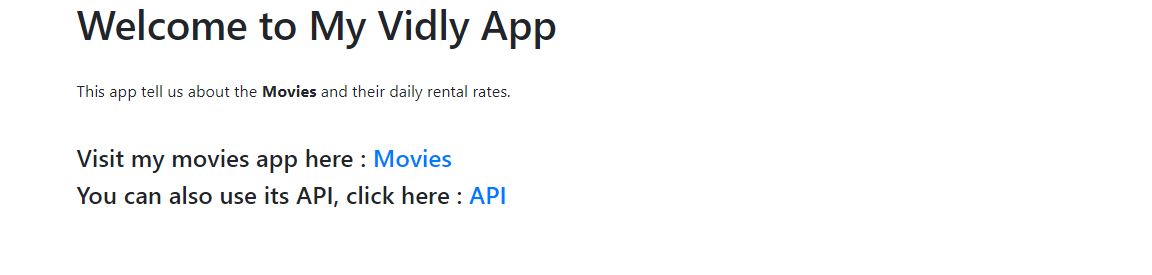 Welcome to My Vidly App
This app tell us about the Movies and their daily rental rates.
Visit my movies app here : Movies
You can also use its API, click here : API